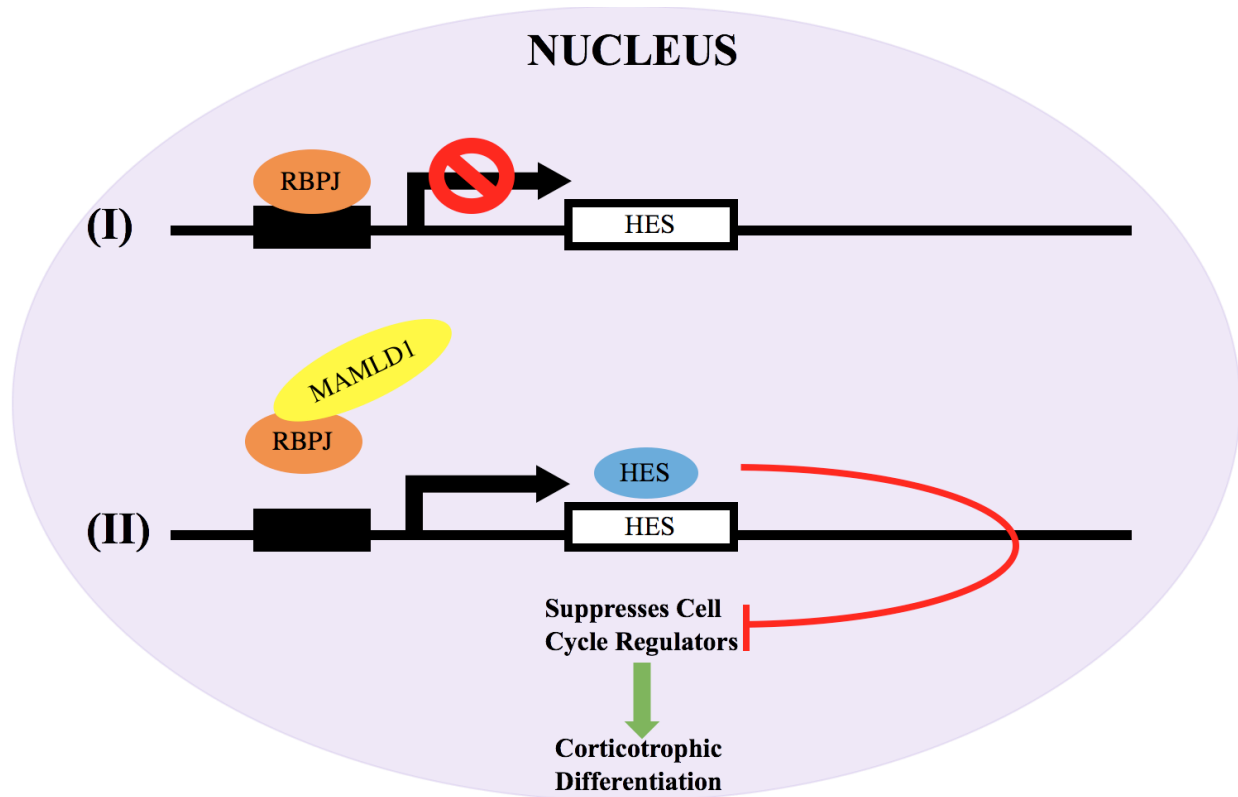 NUCLEUS
RBPJ
(I)
HES
MAMLD1
RBPJ
HES
(II)
HES
Suppresses Cell
Cycle Regulators
Corticotrophic
Differentiation